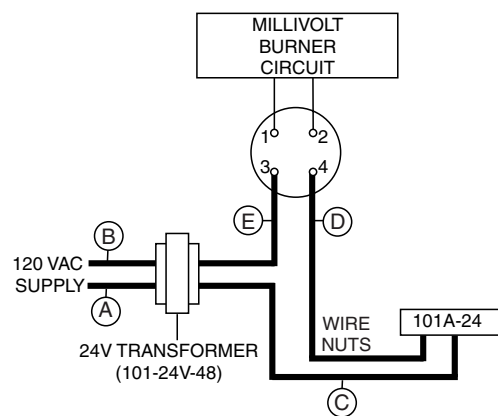 MILLIVOLT
BURNER
CIRCUIT
1 2
3 4
E D
B
120 VAC
SUPPLY
A
101A-24
WIRE
NUTS
24V TRANSFORMER
(101-24V-48)
C